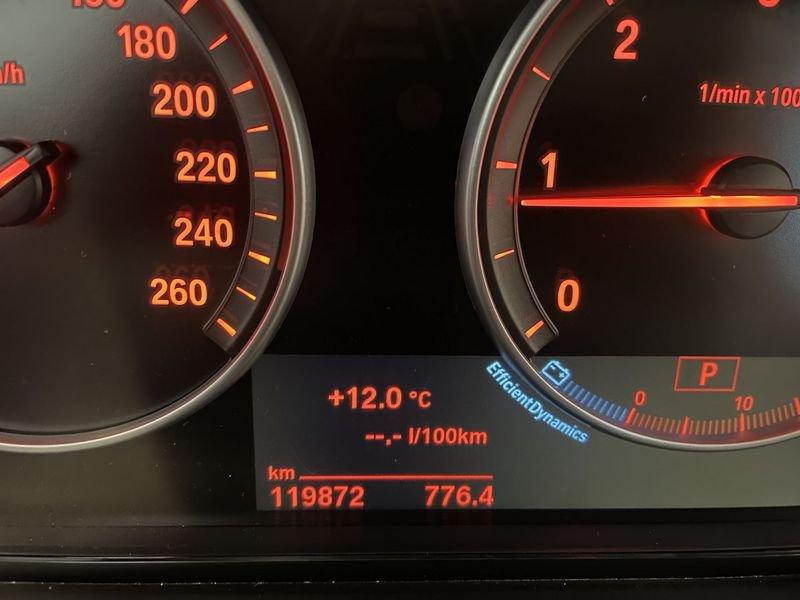 180
200
220
240
260
2
1/min x 100
1
0
+12.0 °C
--.- l/100km
km
119872 776.4
EfficientDynamics
P
0
10